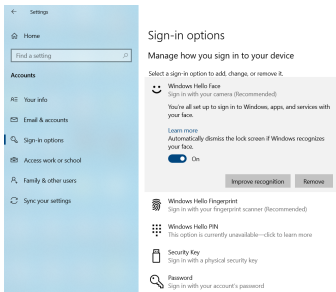 Settings
Home
Find a setting
Accounts
Your info
Email & accounts
Sign-in options
Access work or school
Family & other users
Sync your settings
Sign-in options
Manage how you sign in to your device
Select a sign-in option to add, change, or remove it.
Windows Hello Face
Sign in with your camera (Recommended)
You're all set up to sign in to Windows, apps, and services with
your face.
Learn more
Automatically dismiss the lock screen if Windows recognizes
your face.
On
Improve recognition Remove
Windows Hello Fingerprint
Sign in with your fingerprint scanner (Recommended)
Windows Hello PIN
This option is currently unavailable—click to learn more
Security Key
Sign in with a physical security key
Password
Sign in with your account's password